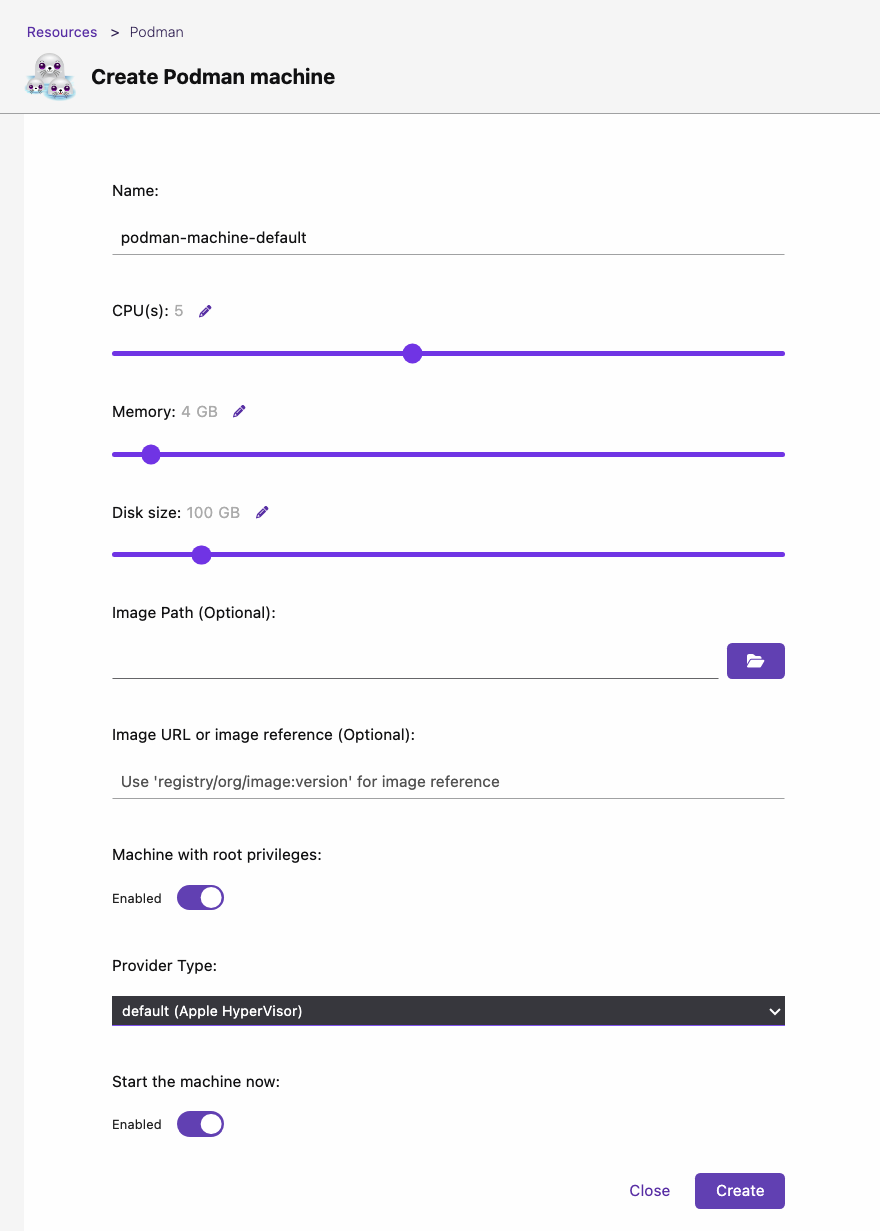 Resources > Podman
Create Podman machine
Name:
podman-machine-default
CPU(s): 5
Memory: 4 GB
Disk size: 100 GB
Image Path (Optional):
Image URL or image reference (Optional):
Use 'registry/org/image:version' for image reference
Machine with root privileges:
Enabled
Provider Type:
default (Apple HyperVisor)
Start the machine now:
Enabled
Close Create